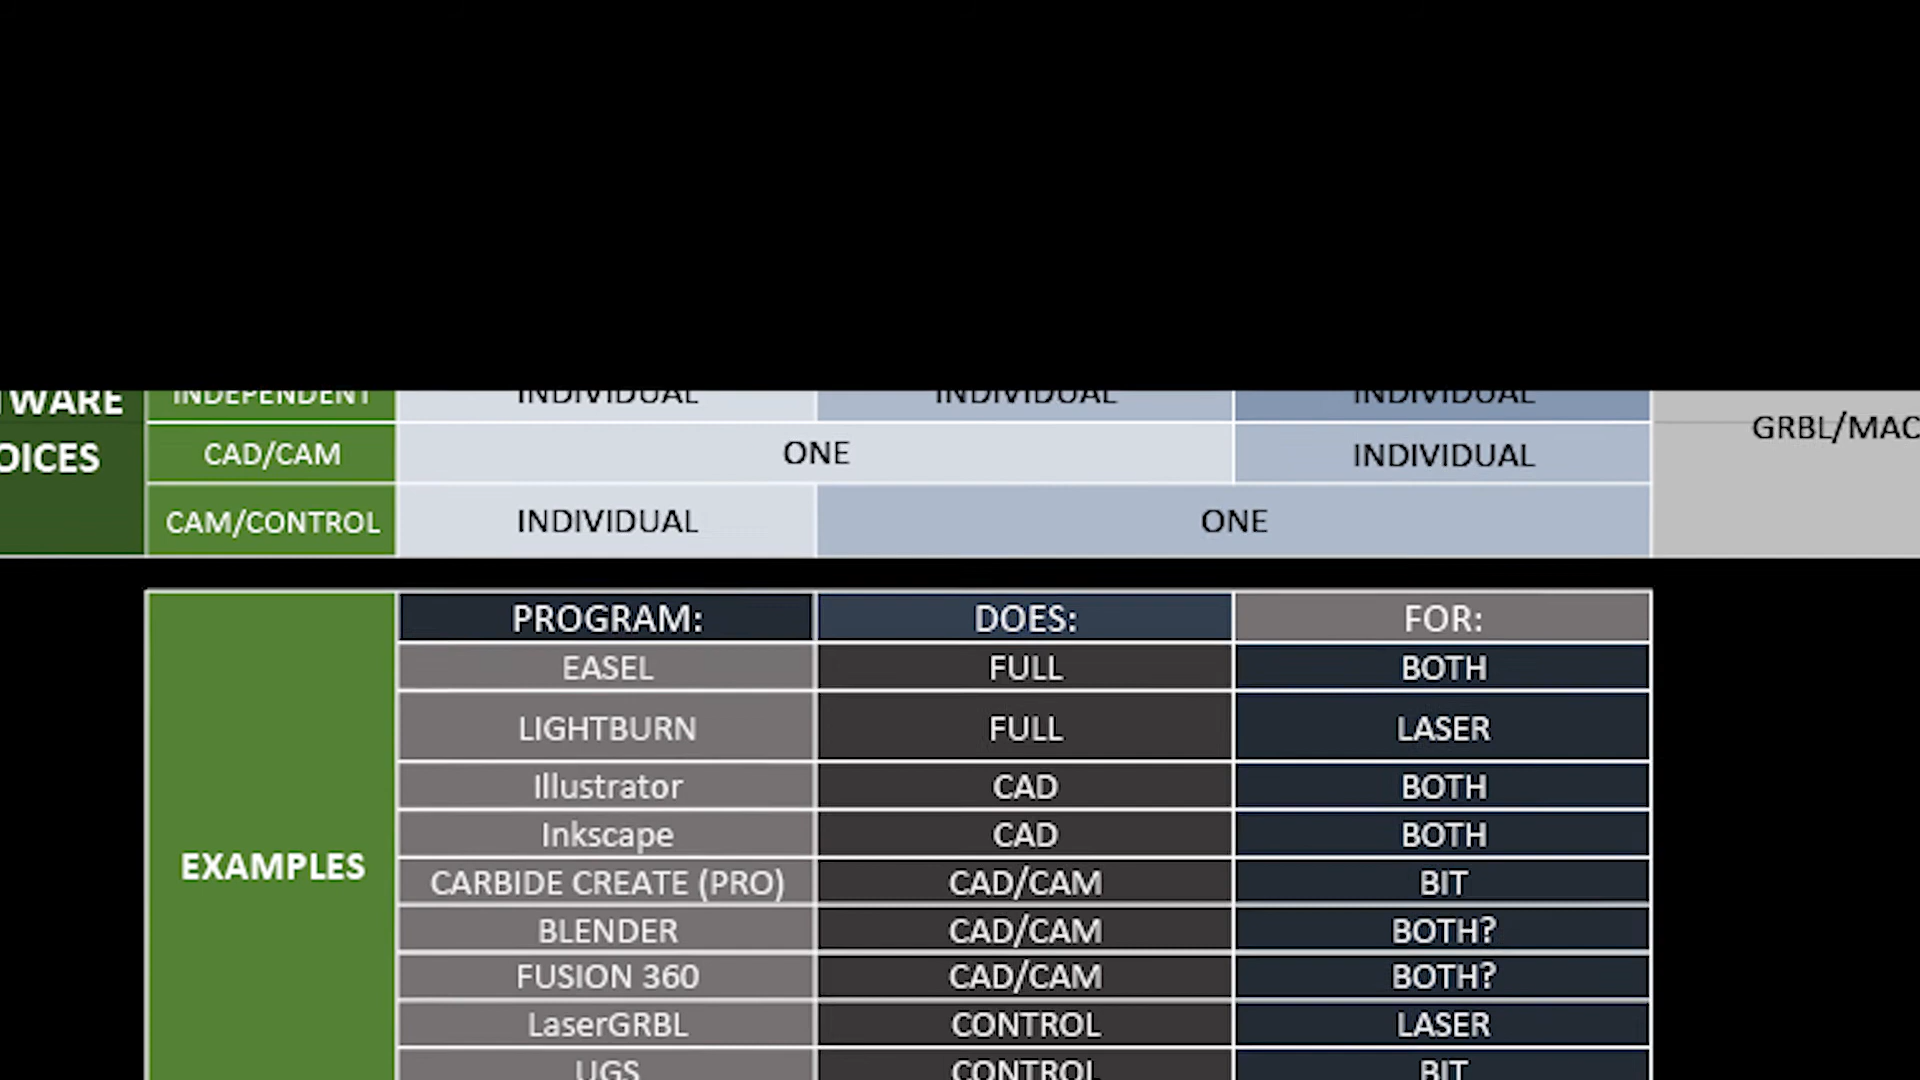 TWARE
OICES
INDEPENDENT INDIVIDUAL INDIVIDUAL INDIVIDUAL
GRBL/MAC
CAD/CAM ONE INDIVIDUAL
CAM/CONTROL INDIVIDUAL ONE
EXAMPLES
PROGRAM: DOES: FOR:
EASEL FULL BOTH
LIGHTBURN FULL LASER
Illustrator CAD BOTH
Inkscape CAD BOTH
CARBIDE CREATE (PRO) CAD/CAM BIT
BLENDER CAD/CAM BOTH?
FUSION 360 CAD/CAM BOTH?
LaserGRBL CONTROL LASER
UGS CONTROL BIT